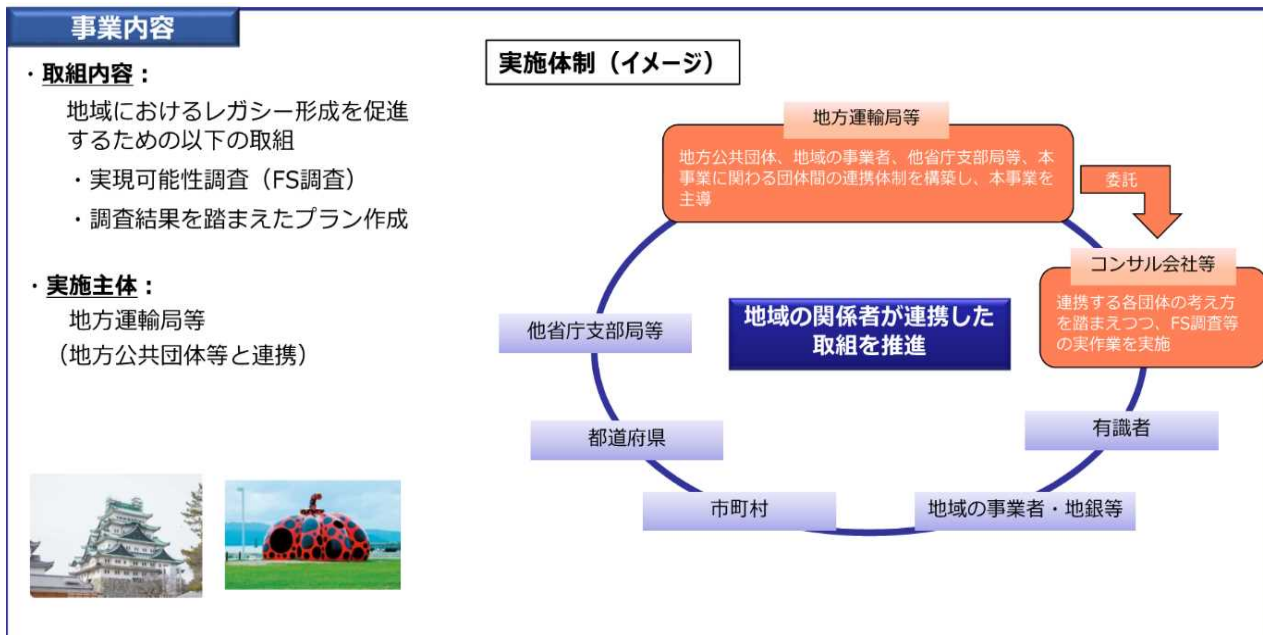 事業内容
・取組内容：
地域におけるレガシー形成を促進
するための以下の取組
・実現可能性調査（FS調査）
・調査結果を踏まえたプラン作成
・実施主体：
地方運輸局等
（地方公共団体等と連携）
実施体制（イメージ）
地方運輸局等
地方公共団体、地域の事業者、他省庁支部局等、本
事業に関わる団体間の連携体制を構築し、本事業を
主導
委託
コンサル会社等
連携する各団体の考え方
を踏まえつつ、FS調査等
の実作業を実施
地域の関係者が連携した
取組を推進
他省庁支部局等
都道府県
市町村
地域の事業者・地銀等
有識者